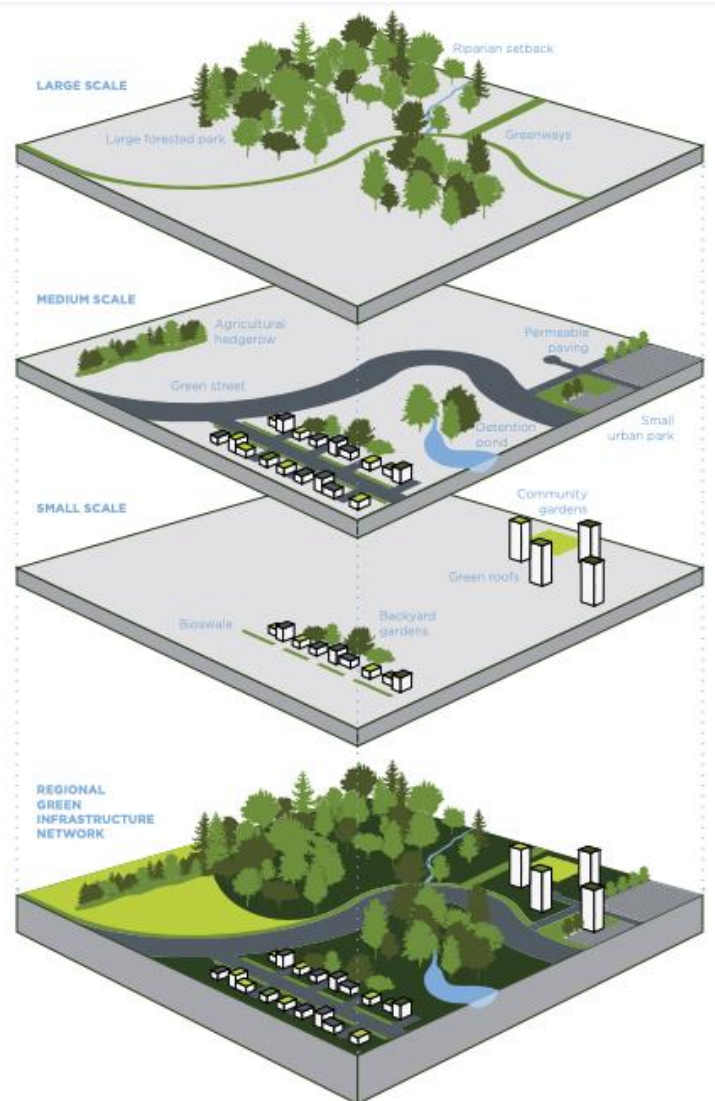 LARGE SCALE
Riparian setback
Large forested park
Greenways
MEDIUM SCALE
Agricultural
hedgerow
Permeable
paving
Green street
Detention
pond
Small
urban park
SMALL SCALE
Community
gardens
Green roofs
Bioswale
Backyard
gardens
REGIONAL
GREEN
INFRASTRUCTURE
NETWORK